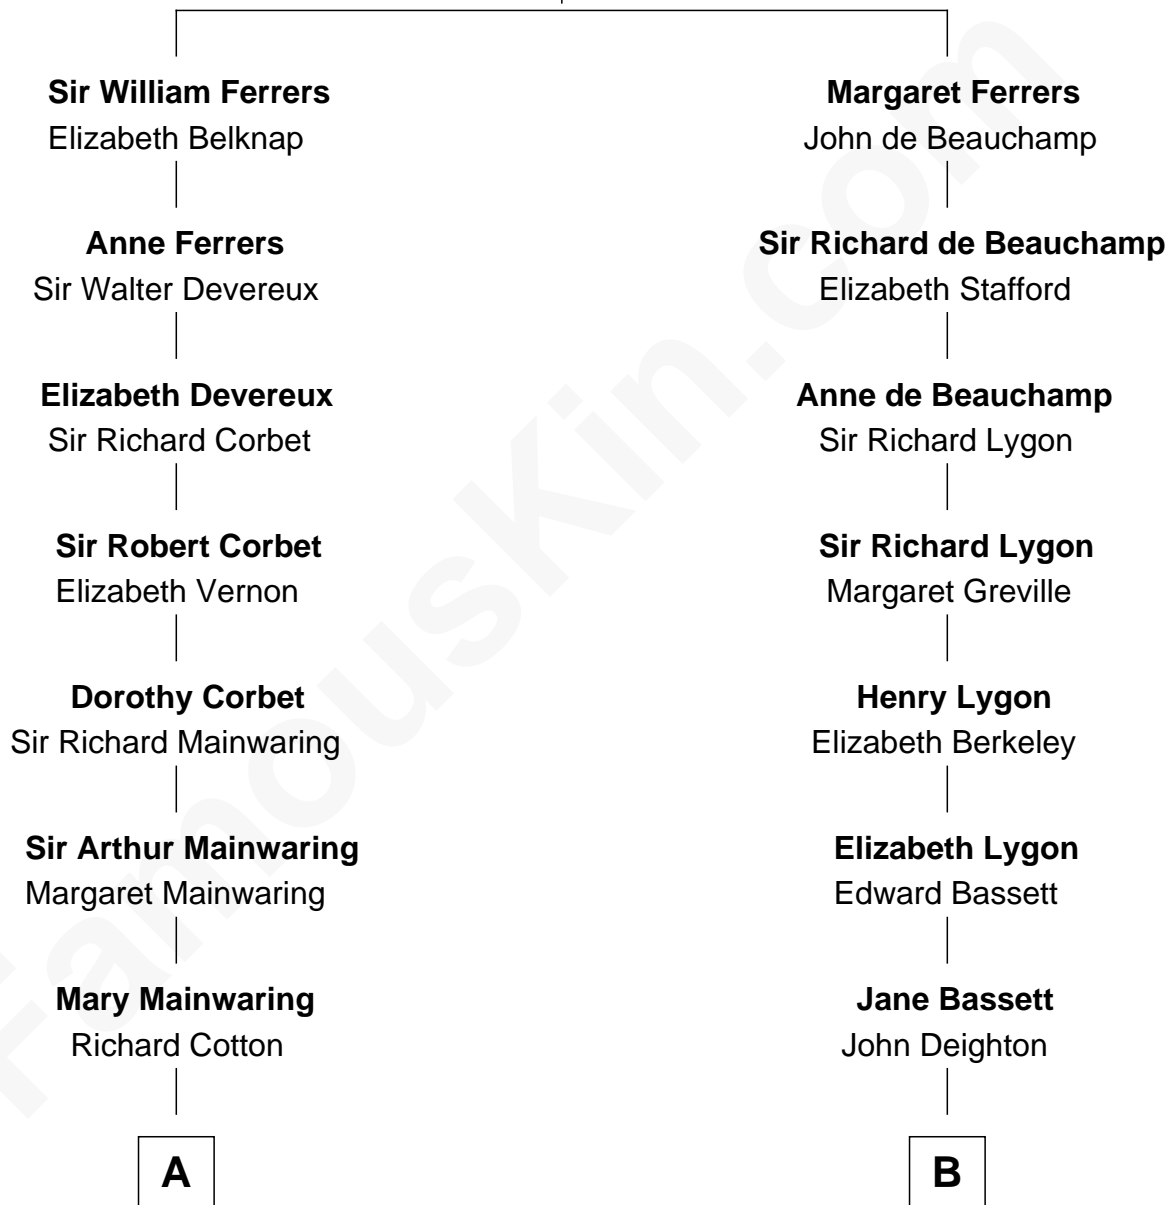 Sir William Ferrers
Elizabeth Belknap
Margaret Ferrers
John de Beauchamp
Anne Ferrers
Sir Walter Devereux
Sir Richard de Beauchamp
Elizabeth Stafford
Elizabeth Devereux
Sir Richard Corbet
Anne de Beauchamp
Sir Richard Lygon
Sir Robert Corbet
Elizabeth Vernon
Sir Richard Lygon
Margaret Greville
Dorothy Corbet
Sir Richard Mainwaring
Henry Lygon
Elizabeth Berkeley
Sir Arthur Mainwaring
Margaret Mainwaring
Elizabeth Lygon
Edward Bassett
Mary Mainwaring
Richard Cotton
Jane Bassett
John Deighton
A
B
FamousKin.com